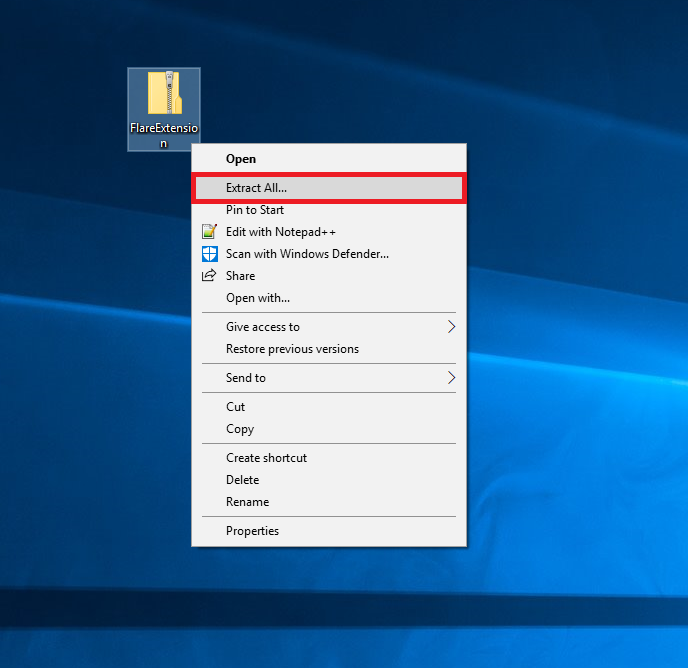 FlareExtensio
n
Open
Extract All...
Pin to Start
Edit with Notepad++
Scan with Windows Defender...
Share
Open with...
Give access to
Restore previous versions
Send to
Cut
Copy
Create shortcut
Delete
Rename
Properties